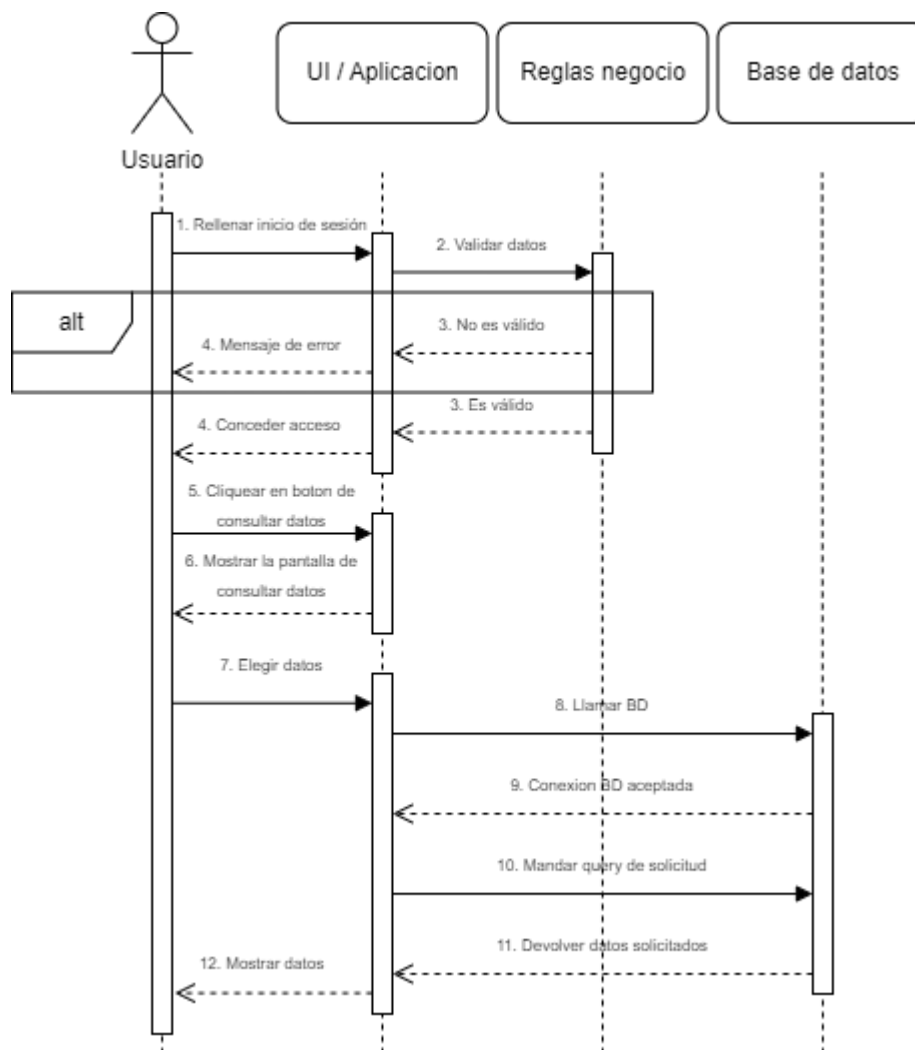 UI / Aplicacion
Reglas negocio
Base de datos
Usuario
1. Rellenar inicio de sesión
2. Validar datos
alt
3. No es válido
4. Mensaje de error
3. Es válido
4. Conceder acceso
5. Cliquear en boton de
consultar datos
6. Mostrar la pantalla de
consultar datos
7. Elegir datos
8. Llamar BD
9. Conexion BD aceptada
10. Mandar query de solicitud
11. Devolver datos solicitados
12. Mostrar datos